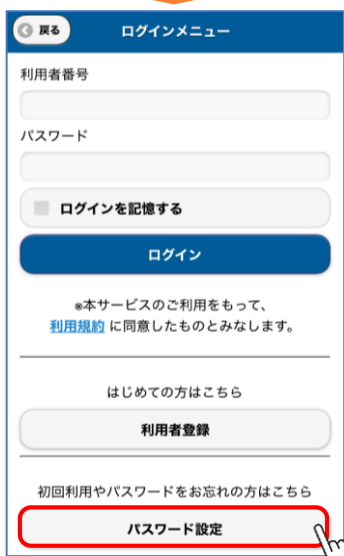 戻る ログインメニュー
利用者番号
パスワード
ログインを記憶する
ログイン
※本サービスのご利用をもって、
利用規約 に同意したものとみなします。
はじめての方はこちら
利用者登録
初回利用やパスワードをお忘れの方はこちら
パスワード設定